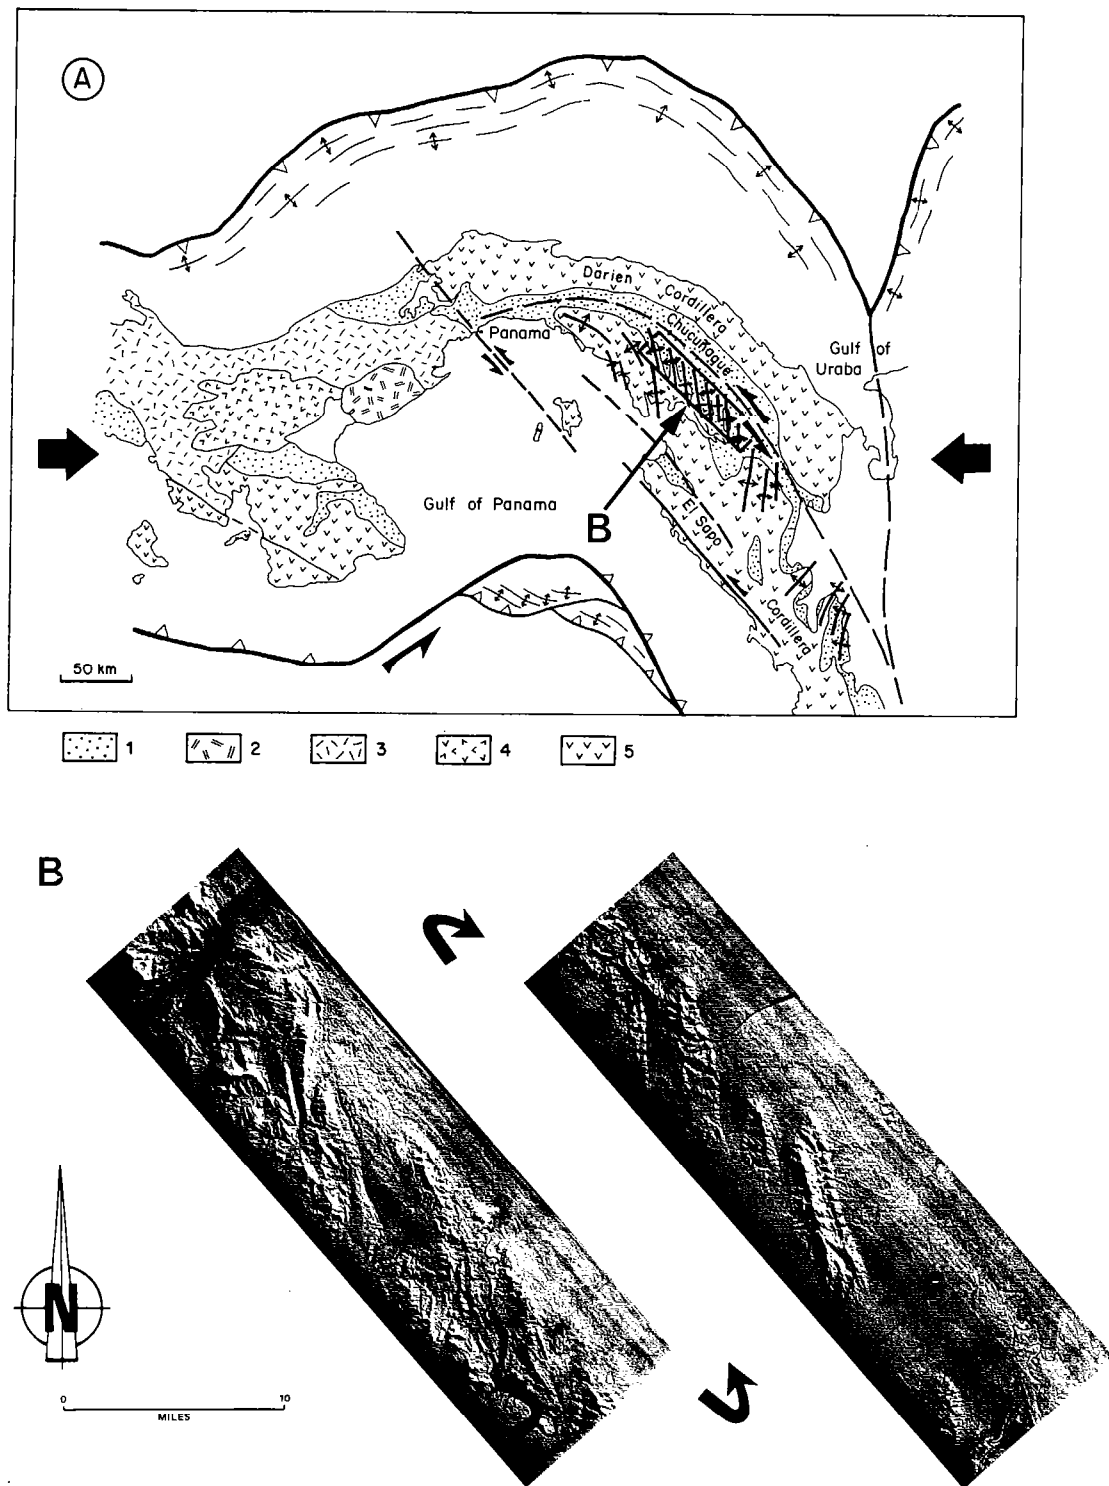 A
Darien
Cordillera
Chucunaque
Panama
Gulf of
Uraba
Gulf of Panama
B
El Sapo
Cordillera
50 km
1
2
3
4
5
B
N
0
10
MILES